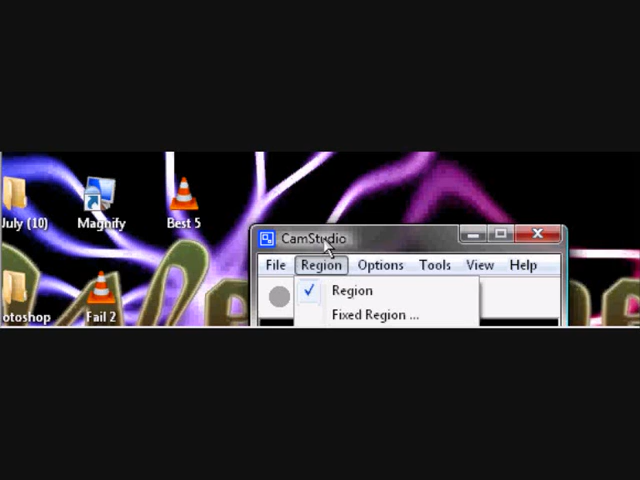 CamStudio
File Region Options Tools View Help
Region
Fixed Region ...
July (10) Magnify Best 5
otoshop Fail 2